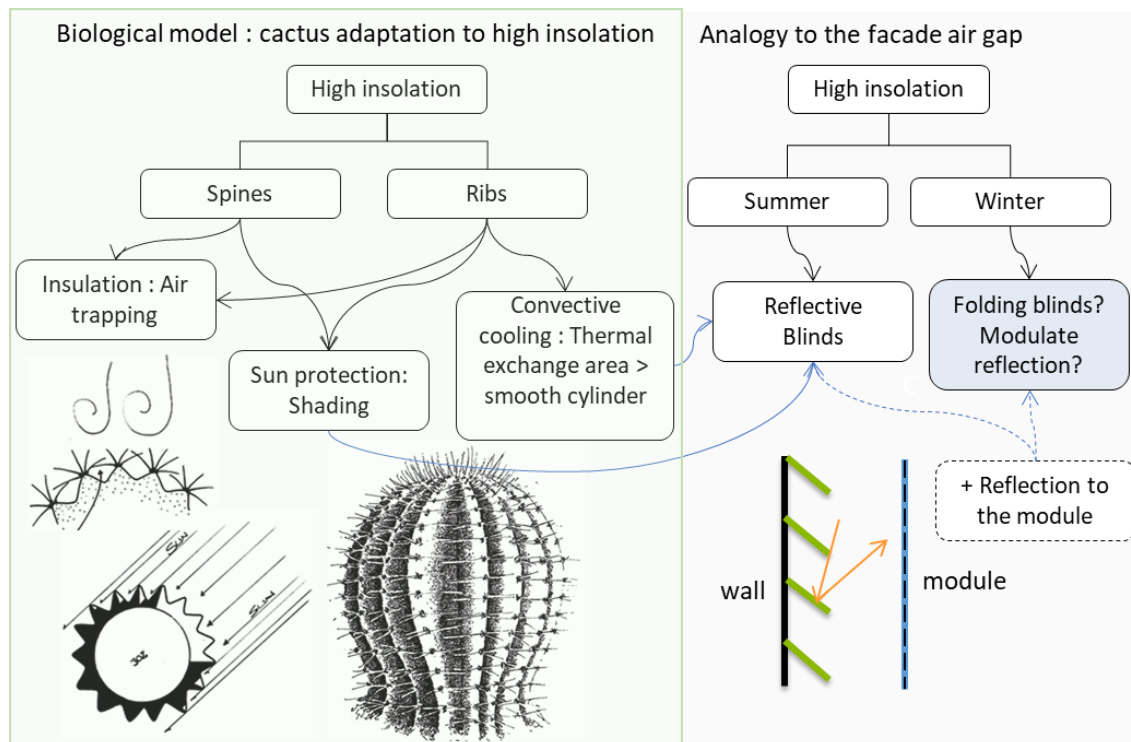 Biological model : cactus adaptation to high insolation
High insolation
Spines
Ribs
Insulation : Air
trapping
Sun protection:
Shading
Convective
cooling : Thermal
exchange area >
smooth cylinder
SUN
SUN
Analogy to the facade air gap
High insolation
Summer
Winter
Reflective
Blinds
Folding blinds?
Modulate
reflection?
C
+ Reflection to
the module
wall
module